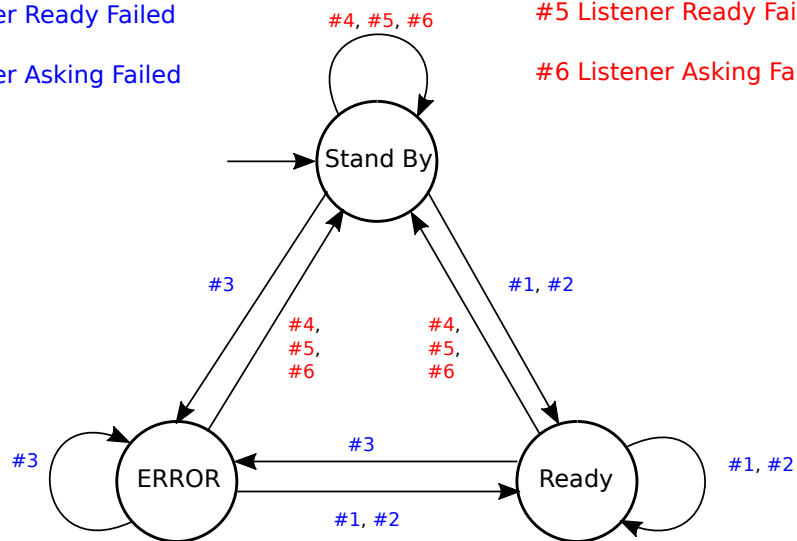 er Ready Failed
#5 Listener Ready Fai
#4, #5, #6
er Asking Failed
#6 Listener Asking Fa
Stand By
#3
#1, #2
#4,
#5,
#6
#4,
#5,
#6
#3
#3
ERROR
Ready
#1, #2
#1, #2